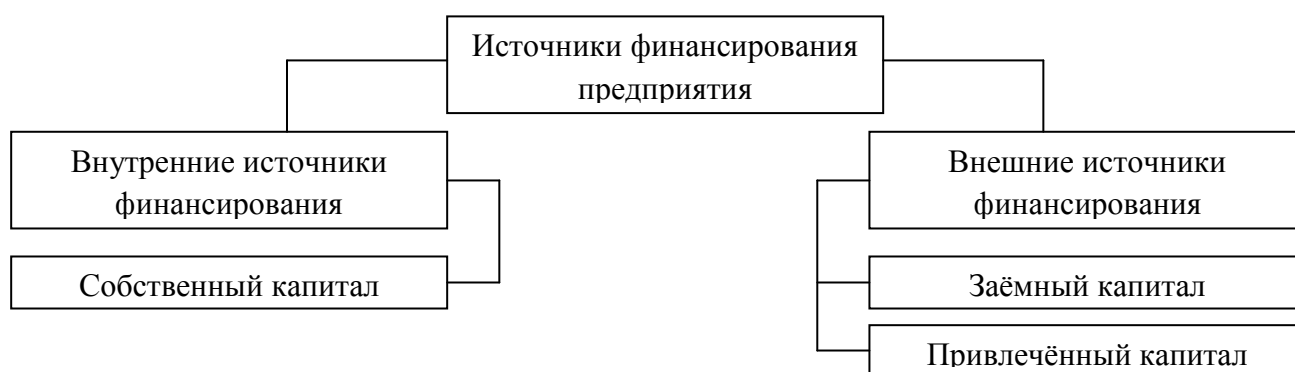 Источники финансирования
предприятия
Внутренние источники
финансирования
Внешние источники
финансирования
Собственный капитал
Заёмный капитал
Привлечённый капитал